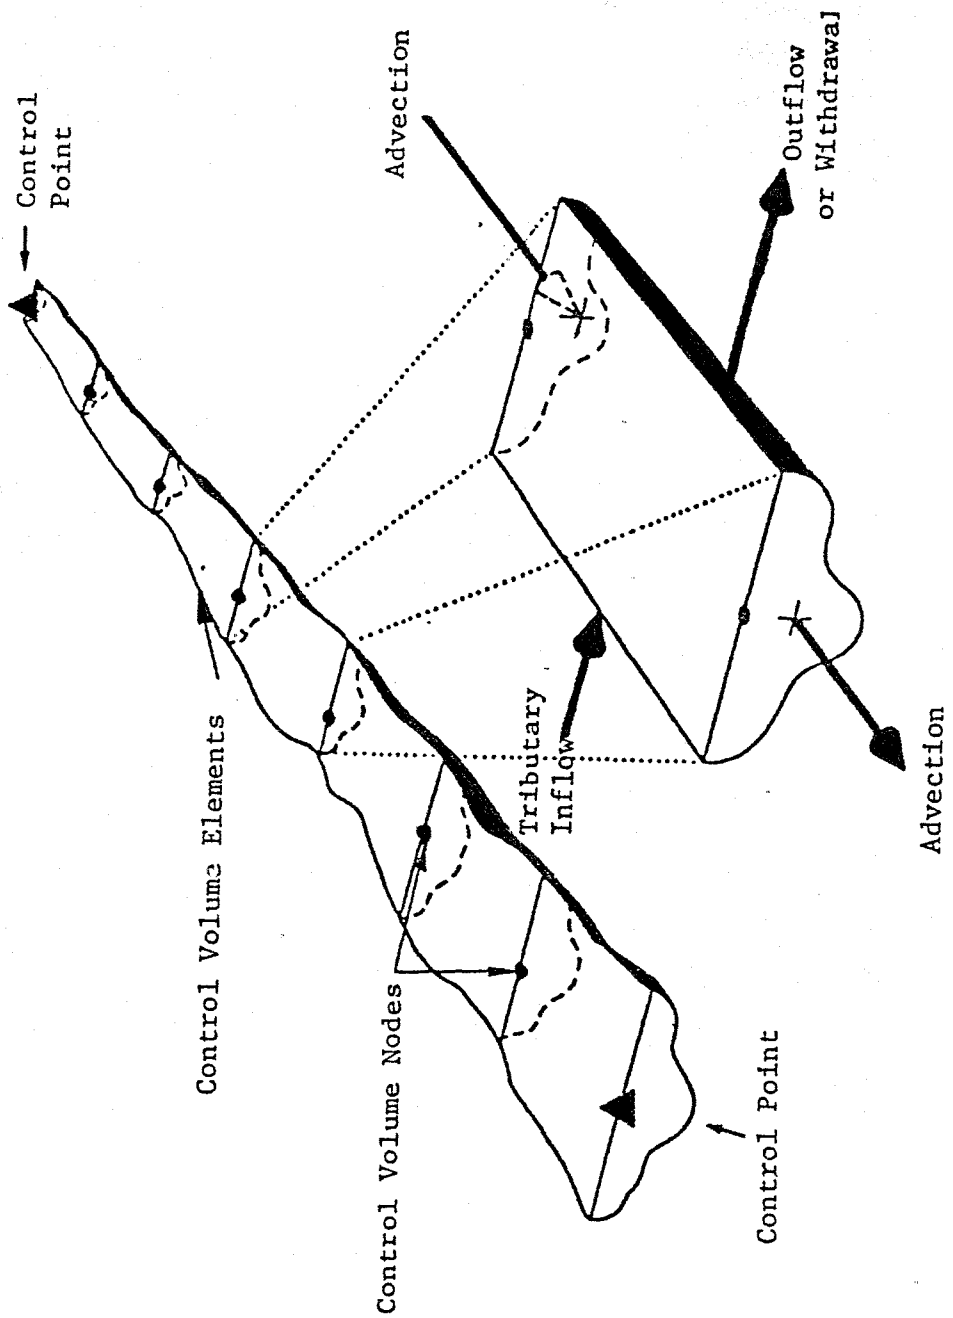 Control
Point
Advection
Outflow
or Withdrawal
Control Volume Elements
Tributary
Inflow
Control Volume Nodes
Advection
Control Point